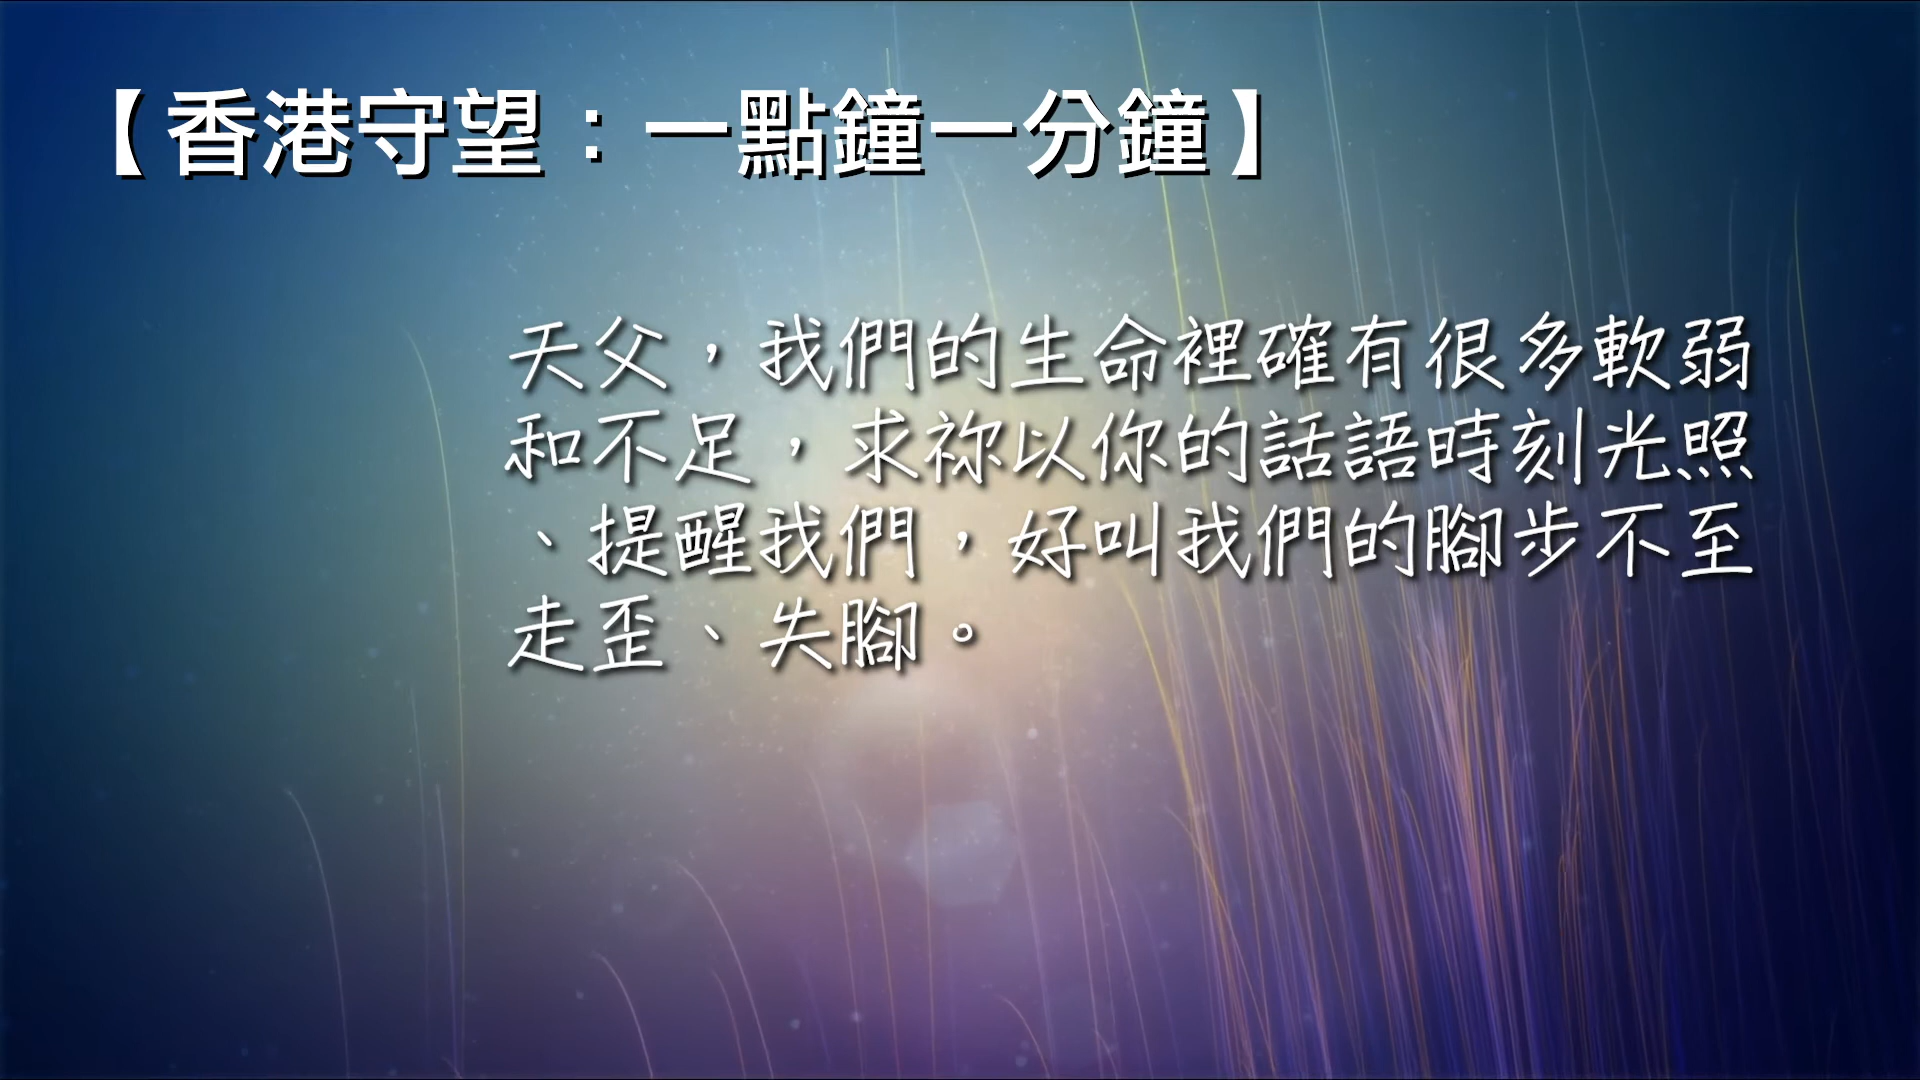 【香港守望：一點鐘一分鐘】
天父，我們的生命裡確有很多軟弱
和不足，求祢以你的話語時刻光照
、提醒我們，好叫我們的腳步不至
走歪、失腳。